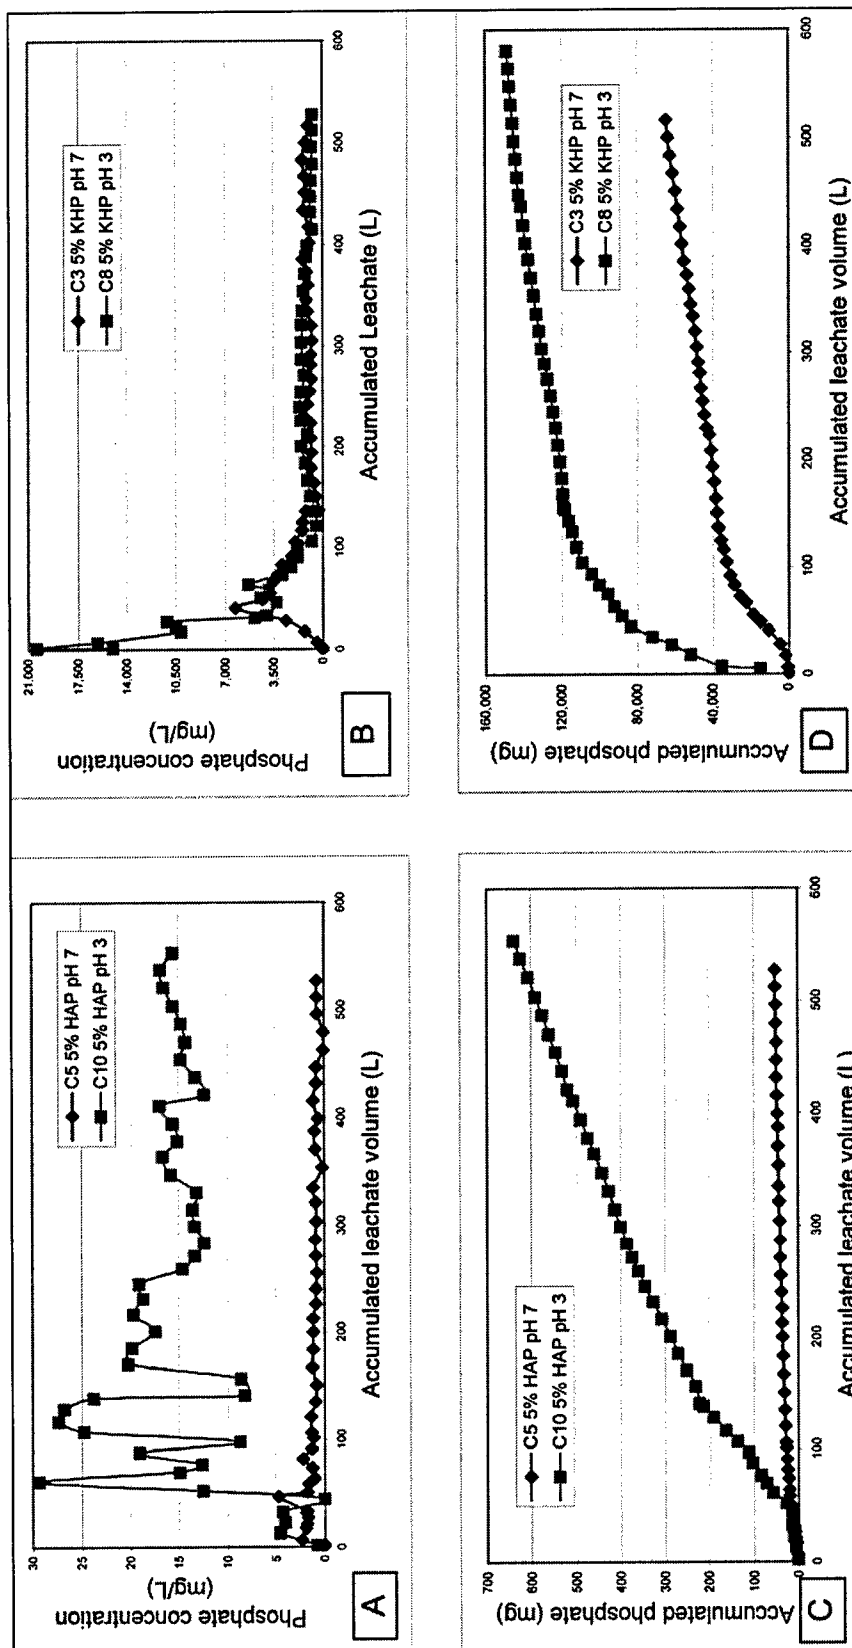 A
Phosphate concentration
(mg/L)
30
25
20
15
10
5
0
C5 5% HAP pH 7
C10 5% HAP pH 3
0
100
200
300
400
500
600
Accumulated leachate volume (L)
B
Phosphate concentration
(mg/L)
21,000
17,500
14,000
10,500
7,000
3,500
0
C3 5% KHP pH 7
C8 5% KHP pH 3
0
100
200
300
400
500
600
Accumulated Leachate (L)
C
Accumulated phosphate (mg)
700
600
500
400
300
200
100
0
C5 5% HAP pH 7
C10 5% HAP pH 3
0
100
200
300
400
500
600
Accumulated leachate volume (L)
D
Accumulated phosphate (mg)
160,000
120,000
80,000
40,000
0
C3 5% KHP pH 7
C8 5% KHP pH 3
0
100
200
300
400
500
600
Accumulated leachate volume (L)